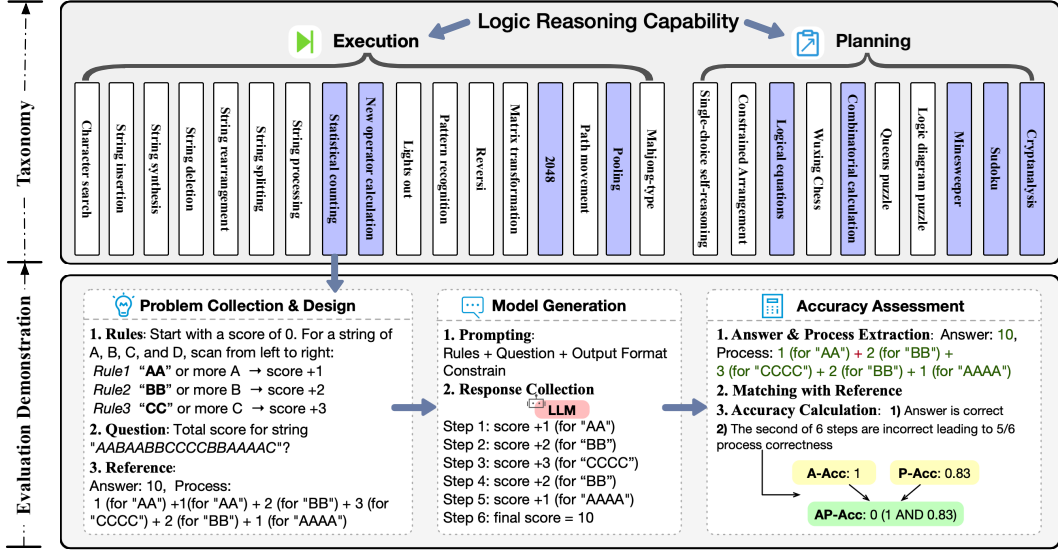 Logic Reasoning Capability
Execution
Planning
Taxonomy
Character search
String insertion
String synthesis
String deletion
String rearrangement
String splitting
String processing
Statistical counting
New operator calculation
Lights out
Pattern recognition
Reversi
Matrix transformation
2048
Path movement
Pooling
Mahjong-type
Single-choice self-reasoning
Constrained Arrangement
Logical equations
Wuxing Chess
Combinatorial calculation
Queens puzzle
Logic diagram puzzle
Minesweeper
Sudoku
Cryptanalysis
Evaluation Demonstration
Problem Collection & Design
1. Rules: Start with a score of 0. For a string of
A, B, C, and D, scan from left to right:
Rule1 “AA” or more A → score +1
Rule2 “BB” or more B → score +2
Rule3 “CC” or more C → score +3
2. Question: Total score for string
"AABAABBCCCCBBAAAAC"?
3. Reference:
Answer: 10, Process:
1 (for "AA") +1(for "AA") + 2 (for "BB") + 3 (for
"CCCC") + 2 (for "BB") + 1 (for "AAAA")
Model Generation
1. Prompting:
Rules + Question + Output Format
Constrain
2. Response Collection
LLM
Step 1: score +1 (for "AA")
Step 2: score +2 (for "BB")
Step 3: score +3 (for "CCCC")
Step 4: score +2 (for "BB")
Step 5: score +1 (for "AAAA")
Step 6: final score = 10
Accuracy Assessment
1. Answer & Process Extraction: Answer: 10,
Process: 1 (for "AA") + 2 (for "BB") +
3 (for "CCCC") + 2 (for "BB") + 1 (for "AAAA")
2. Matching with Reference
3. Accuracy Calculation: 1) Answer is correct
2) The second of 6 steps are incorrect leading to 5/6
process correctness
A-Acc: 1
P-Acc: 0.83
AP-Acc: 0 (1 AND 0.83)